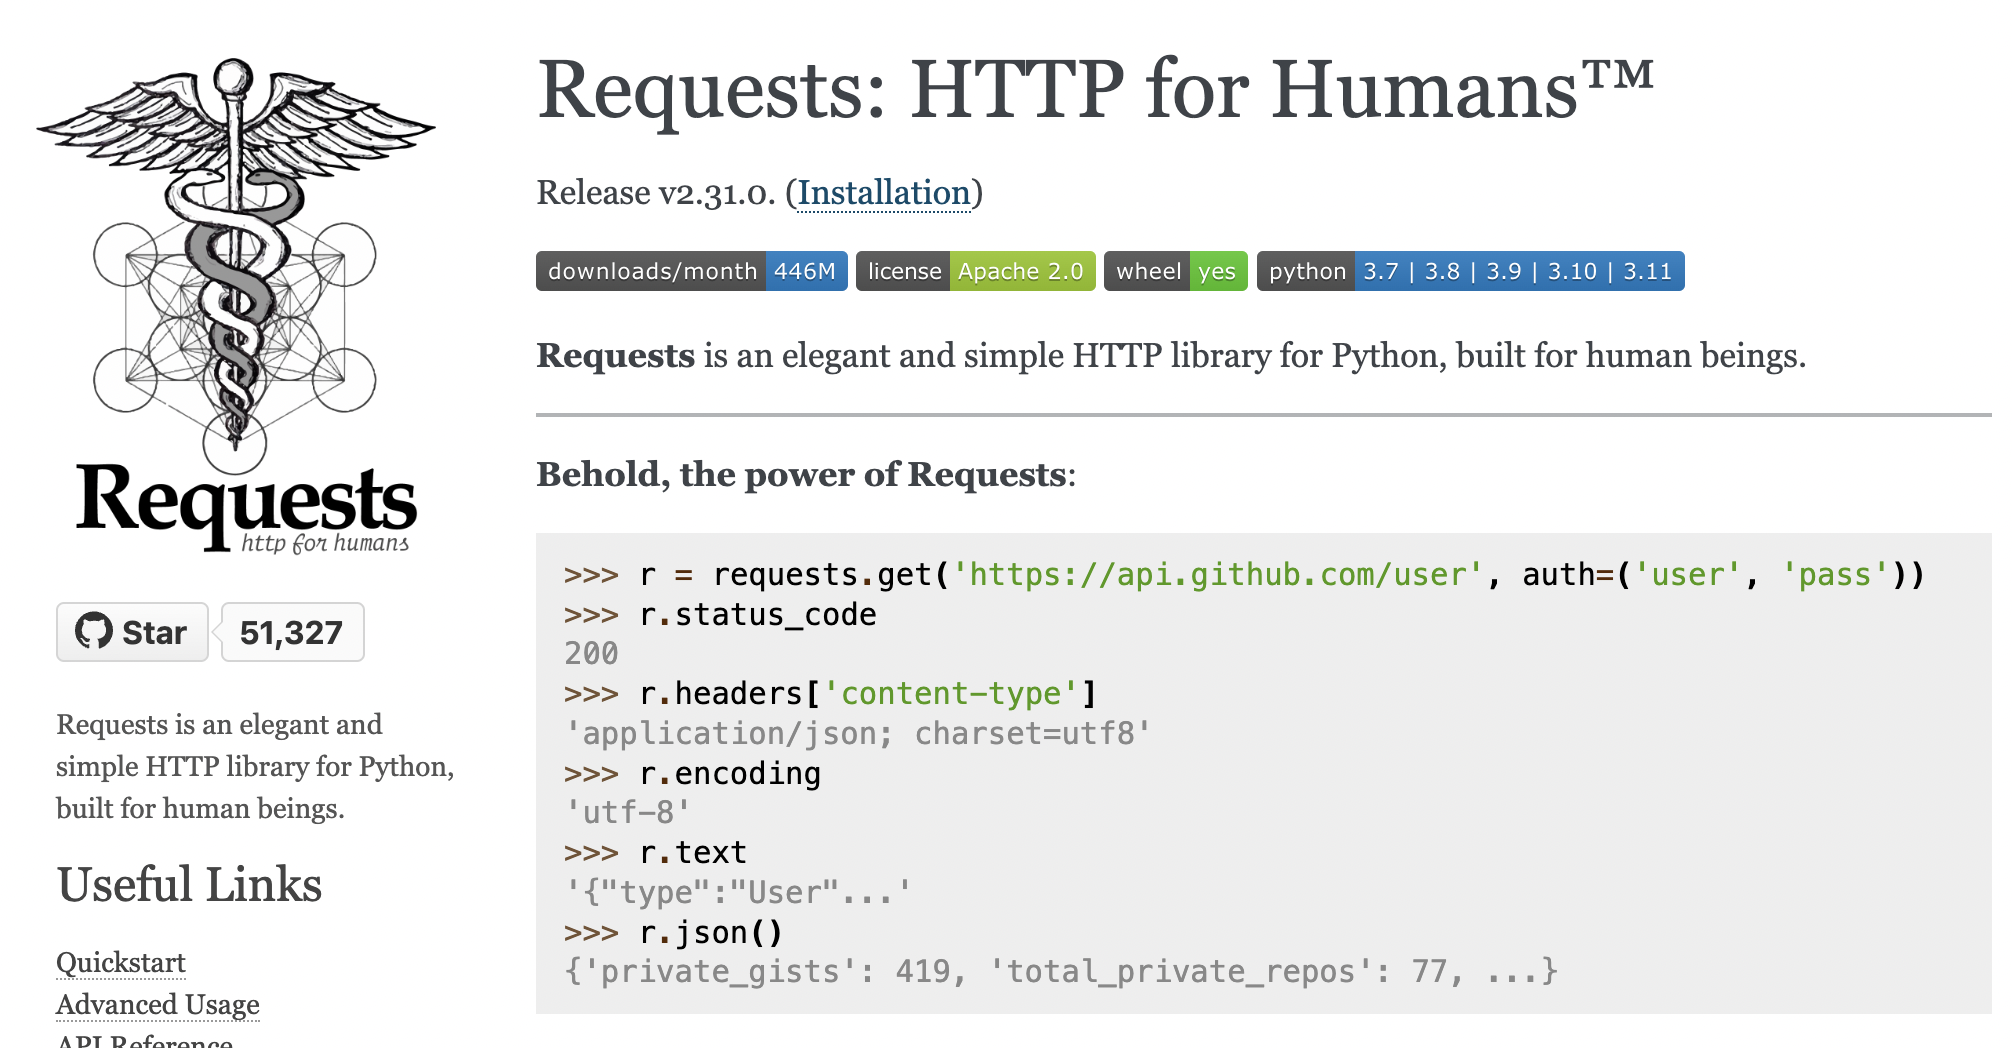 Requests
http for humans
Star 51,327
Requests is an elegant and
simple HTTP library for Python,
built for human beings.
Useful Links
Quickstart
Advanced Usage
API Reference
Requests: HTTP for Humans™
Release v2.31.0. (Installation)
downloads/month 446M license Apache 2.0 wheel yes python 3.7 | 3.8 | 3.9 | 3.10 | 3.11
Requests is an elegant and simple HTTP library for Python, built for human beings.
Behold, the power of Requests:
>>> r = requests.get('https://api.github.com/user', auth=('user', 'pass'))
>>> r.status_code
200
>>> r.headers['content-type']
'application/json; charset=utf8'
>>> r.encoding
'utf-8'
>>> r.text
'{"type":"User"...'
>>> r.json()
{'private_gists': 419, 'total_private_repos': 77, ...}